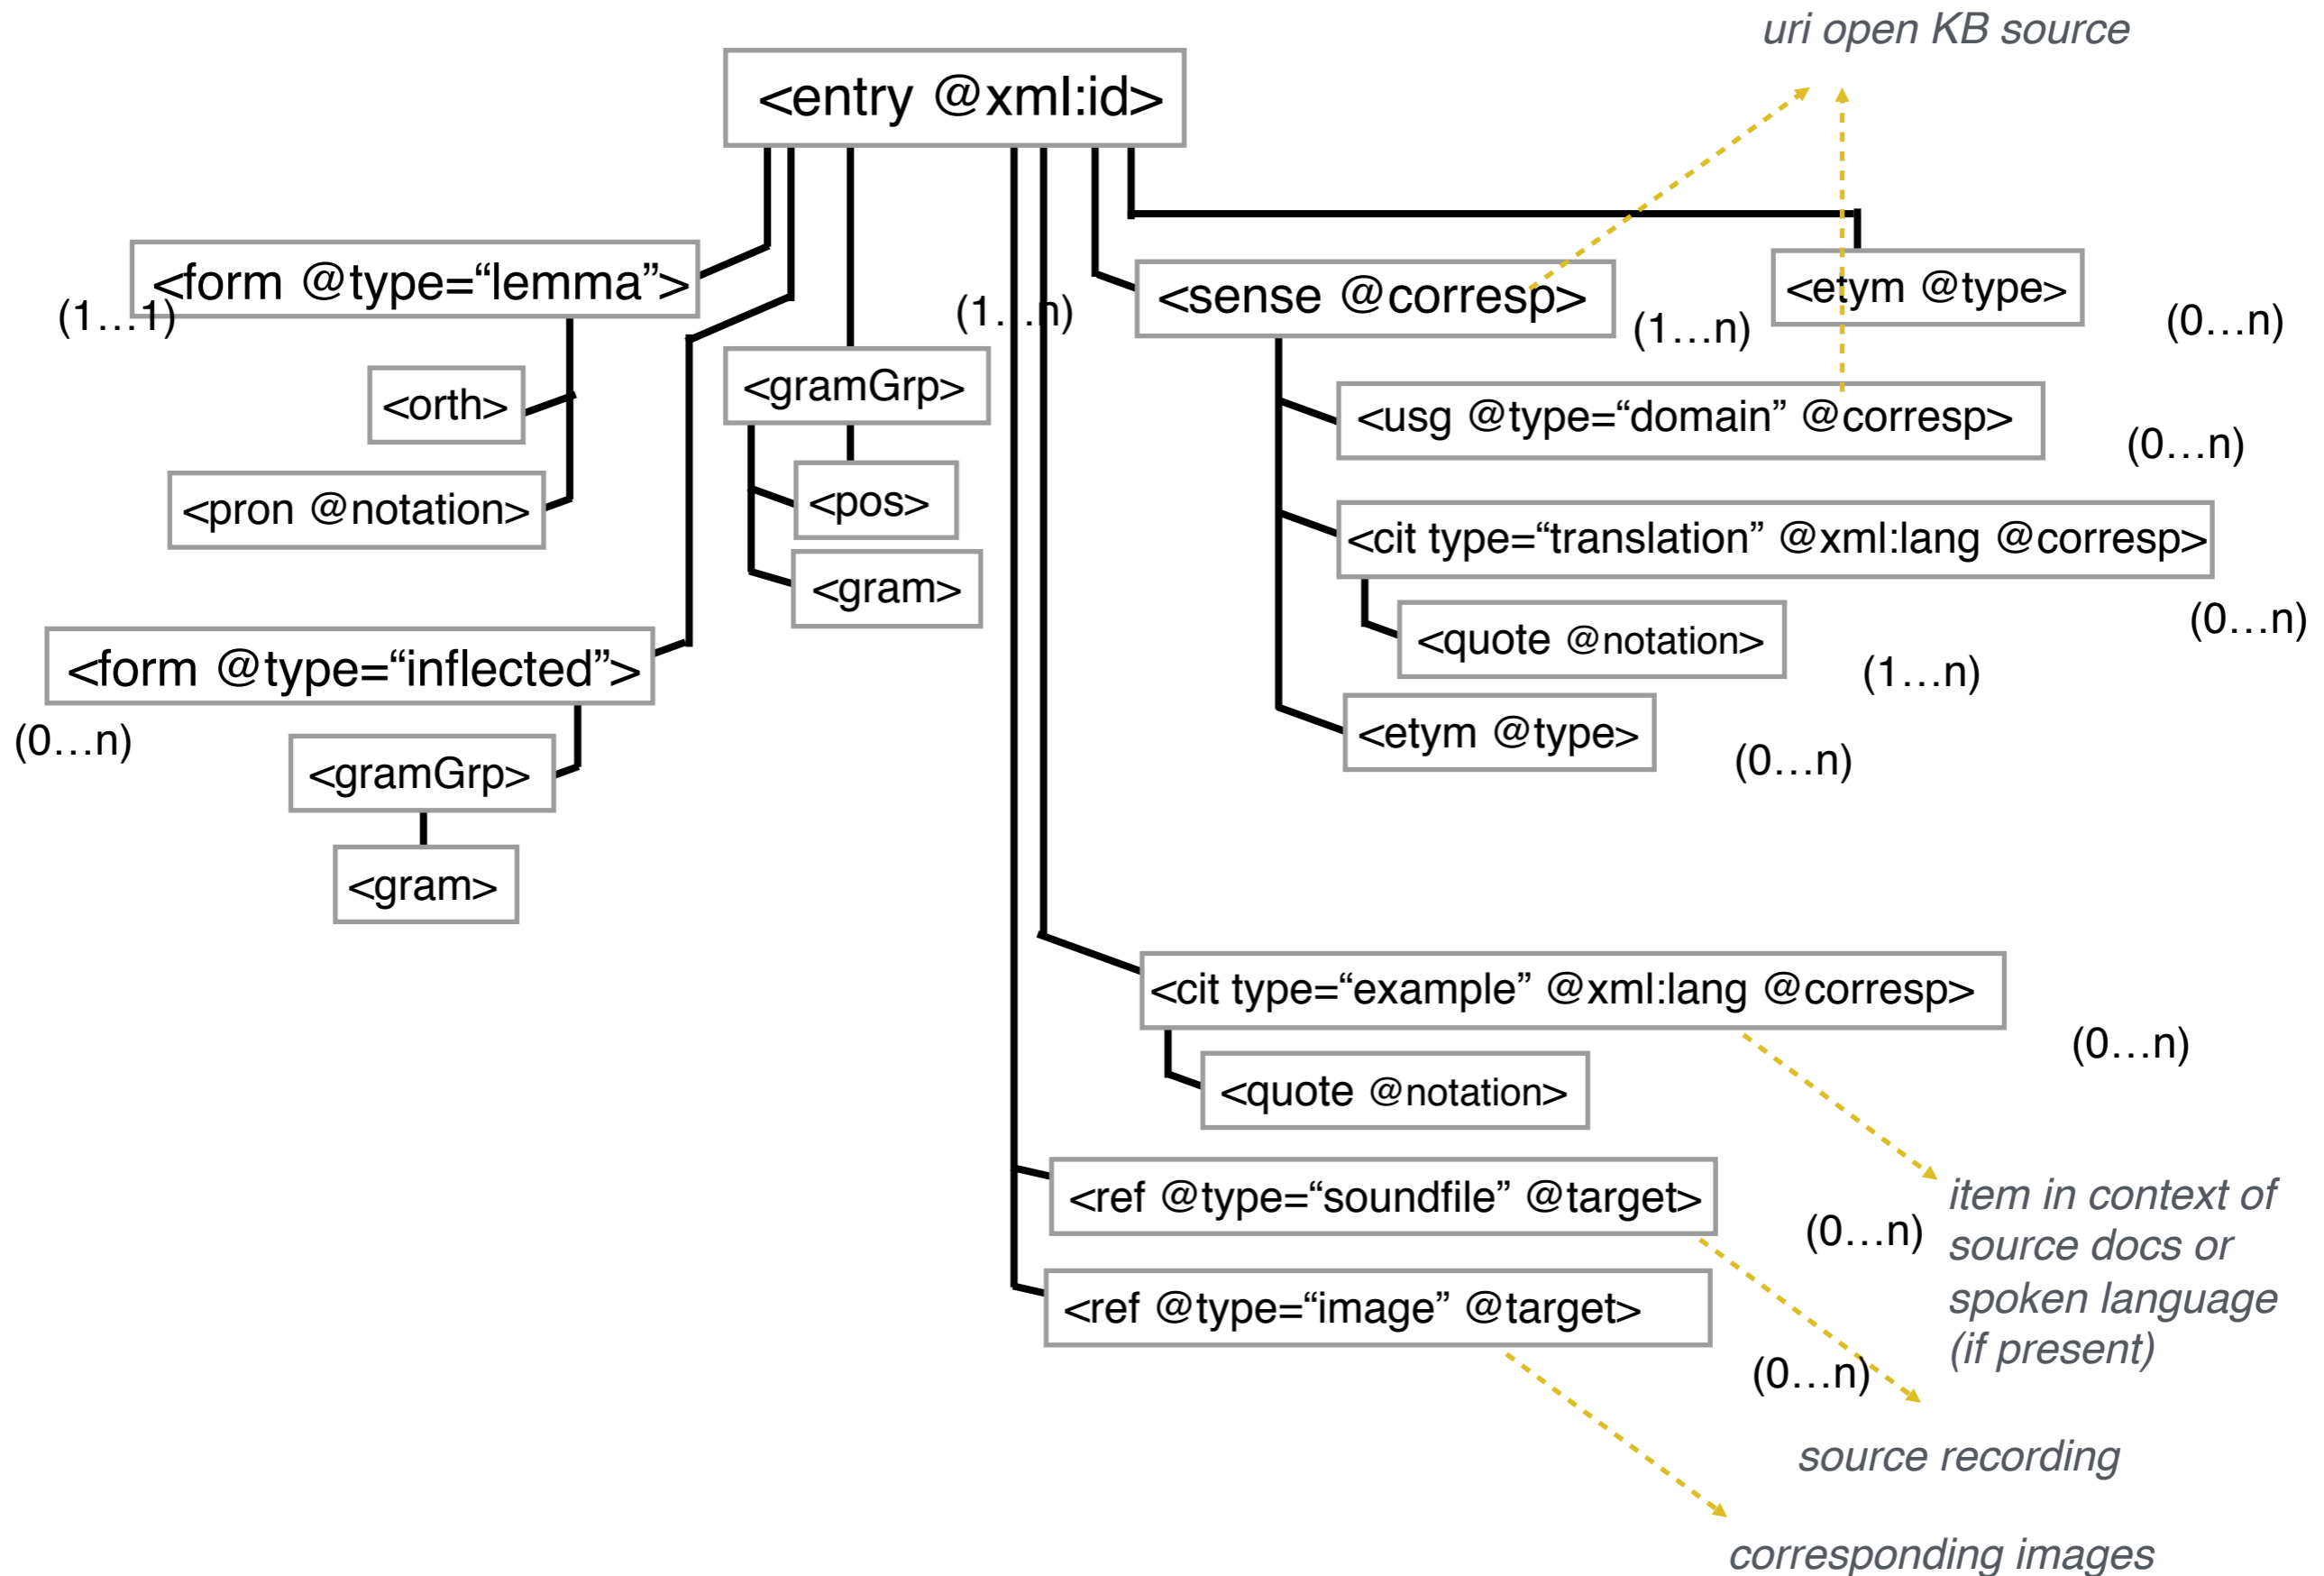 uri open KB source
<entry @xml:id>
<form @type=“lemma”>
(1…1)
<orth>
<pron @notation>
<form @type=“inflected”>
(0…n)
<gramGrp>
<gram>
(1…n)
<gramGrp>
<pos>
<gram>
<sense @corresp>
(1…n)
<etym @type>
(0…n)
<usg @type=“domain” @corresp>
(0…n)
<cit type=“translation” @xml:lang @corresp>
(0…n)
<quote @notation>
(1…n)
<etym @type>
(0…n)
<cit type=“example” @xml:lang @corresp>
(0…n)
<quote @notation>
<ref @type=“soundfile” @target>
(0…n)
<ref @type=“image” @target>
(0…n)
item in context of
source docs or
spoken language
(if present)
source recording
corresponding images